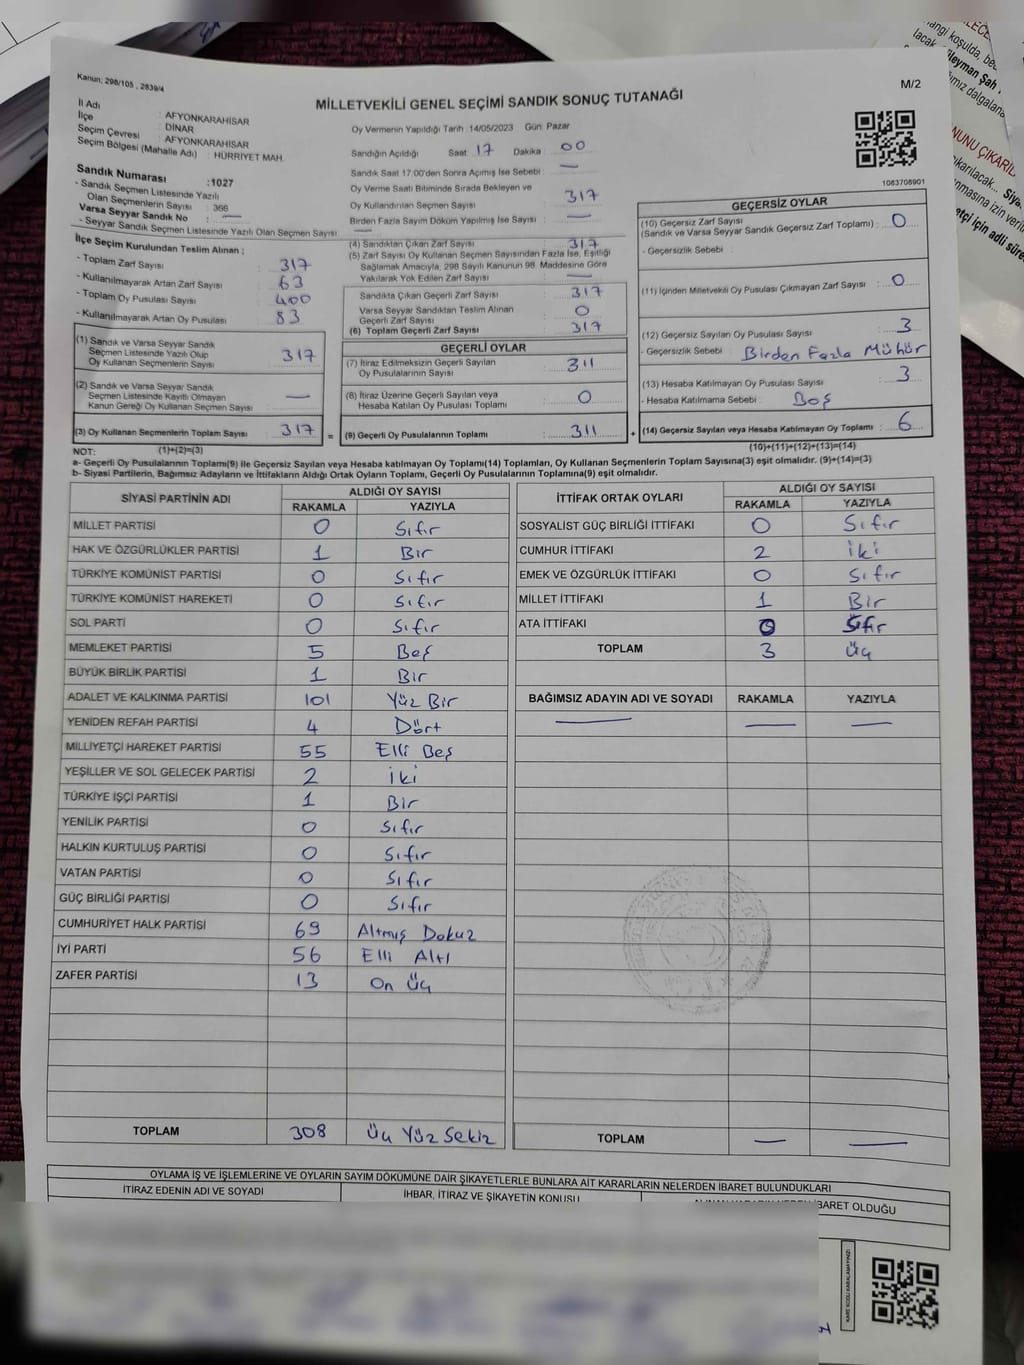 Kanun; 298/105 , 2839/4
M/2
MİLLETVEKİLİ GENEL SEÇİMİ SANDIK SONUÇ TUTANAĞI
İl Adı : AFYONKARAHİSAR
İlçe : DİNAR
Seçim Çevresi : AFYONKARAHİSAR
Seçim Bölgesi (Mahalle Adı) : HÜRRİYET MAH.
Sandık Numarası :1027
- Sandık Seçmen Listesinde Yazılı
Olan Seçmenlerin Sayısı : 366
Varsa Seyyar Sandık No : —
- Seyyar Sandık Seçmen Listesinde Yazılı Olan Seçmen Sayısı : —
Oy Vermenin Yapıldığı Tarih :14/05/2023 Gün: Pazar
Sandığın Açıldığı Saat 17 Dakika 00
Sandık Saat 17:00'den Sonra Açılmış İse Sebebi : —
Oy Verme Saati Bitiminde Sırada Bekleyen ve
Oy Kullandırılan Seçmen Sayısı : 317
Birden Fazla Sayım Döküm Yapılmış İse Sayısı : —
1083708901
İlçe Seçim Kurulundan Teslim Alınan ;
- Toplam Zarf Sayısı : 317
- Kullanılmayarak Artan Zarf Sayısı : 63
- Toplam Oy Pusulası Sayısı : 400
- Kullanılmayarak Artan Oy Pusulası : 83
(1) Sandık ve Varsa Seyyar Sandık
Seçmen Listesinde Yazılı Olup
Oy Kullanan Seçmenlerin Sayısı : 317
(2) Sandık ve Varsa Seyyar Sandık
Seçmen Listesinde Kayıtlı Olmayan
Kanun Gereği Oy Kullanan Seçmen Sayısı : —
(3) Oy Kullanan Seçmenlerin Toplam Sayısı : 317 =
(4) Sandıktan Çıkan Zarf Sayısı : 317
(5) Zarf Sayısı Oy Kullanan Seçmen Sayısından Fazla İse, Eşitliği
Sağlamak Amacıyla, 298 Sayılı Kanunun 98. Maddesine Göre
Yakılarak Yok Edilen Zarf Sayısı : —
Sandıkta Çıkan Geçerli Zarf Sayısı : 317
Varsa Seyyar Sandıktan Teslim Alınan
Geçerli Zarf Sayısı : 0
(6) Toplam Geçerli Zarf Sayısı : 317
GEÇERLİ OYLAR
(7) İtiraz Edilmeksizin Geçerli Sayılan
Oy Pusulalarının Sayısı : 311
(8) İtiraz Üzerine Geçerli Sayılan veya
Hesaba Katılan Oy Pusulası Toplamı : 0
(9) Geçerli Oy Pusulalarının Toplamı : 311 +
GEÇERSİZ OYLAR
(10) Geçersiz Zarf Sayısı
(Sandık ve Varsa Seyyar Sandık Geçersiz Zarf Toplamı) : 0
- Geçersizlik Sebebi :
(11) İçinden Milletvekili Oy Pusulası Çıkmayan Zarf Sayısı : 0
(12) Geçersiz Sayılan Oy Pusulası Sayısı : 3
- Geçersizlik Sebebi : Birden Fazla Mühür
(13) Hesaba Katılmayan Oy Pusulası Sayısı : 3
- Hesaba Katılmama Sebebi : Boş
(14) Geçersiz Sayılan veya Hesaba Katılmayan Oy Toplamı : 6
NOT: (1)+(2)=(3)
(10)+(11)+(12)+(13)=(14)
a- Geçerli Oy Pusulalarının Toplamı(9) ile Geçersiz Sayılan veya Hesaba katılmayan Oy Toplamı(14) Toplamları, Oy Kullanan Seçmenlerin Toplam Sayısına(3) eşit olmalıdır. (9)+(14)=(3)
b- Siyasi Partilerin, Bağımsız Adayların ve İttifakların Aldığı Ortak Oyların Toplamı, Geçerli Oy Pusulalarının Toplamına(9) eşit olmalıdır.
SİYASİ PARTİNİN ADI ALDIĞI OY SAYISI
RAKAMLA YAZIYLA
MİLLET PARTİSİ 0 Sıfır
HAK VE ÖZGÜRLÜKLER PARTİSİ 1 Bir
TÜRKİYE KOMÜNİST PARTİSİ 0 Sıfır
TÜRKİYE KOMÜNİST HAREKETİ 0 Sıfır
SOL PARTİ 0 Sıfır
MEMLEKET PARTİSİ 5 Beş
BÜYÜK BİRLİK PARTİSİ 1 Bir
ADALET VE KALKINMA PARTİSİ 101 Yüz Bir
YENİDEN REFAH PARTİSİ 4 Dört
MİLLİYETÇİ HAREKET PARTİSİ 55 Elli Beş
YEŞİLLER VE SOL GELECEK PARTİSİ 2 İki
TÜRKİYE İŞÇİ PARTİSİ 1 Bir
YENİLİK PARTİSİ 0 Sıfır
HALKIN KURTULUŞ PARTİSİ 0 Sıfır
VATAN PARTİSİ 0 Sıfır
GÜÇ BİRLİĞİ PARTİSİ 0 Sıfır
CUMHURİYET HALK PARTİSİ 69 Altmış Dokuz
İYİ PARTİ 56 Elli Altı
ZAFER PARTİSİ 13 On Üç
TOPLAM 308 Üç Yüz Sekiz
İTTİFAK ORTAK OYLARI ALDIĞI OY SAYISI
RAKAMLA YAZIYLA
SOSYALİST GÜÇ BİRLİĞİ İTTİFAKI 0 Sıfır
CUMHUR İTTİFAKI 2 İki
EMEK VE ÖZGÜRLÜK İTTİFAKI 0 Sıfır
MİLLET İTTİFAKI 1 Bir
ATA İTTİFAKI 0 Sıfır
TOPLAM 3 Üç
BAĞIMSIZ ADAYIN ADI VE SOYADI RAKAMLA YAZIYLA
— — —
TOPLAM — —
OYLAMA İŞ VE İŞLEMLERİNE VE OYLARIN SAYIM DÖKÜMÜNE DAİR ŞİKAYETLERLE BUNLARA AİT KARARLARIN NELERDEN İBARET BULUNDUKLARI
İTİRAZ EDENİN ADI VE SOYADI
İHBAR, İTİRAZ VE ŞİKAYETİN KONUSU
İBARET OLDUĞU
KARE KODU KARALAMAYINIZ!